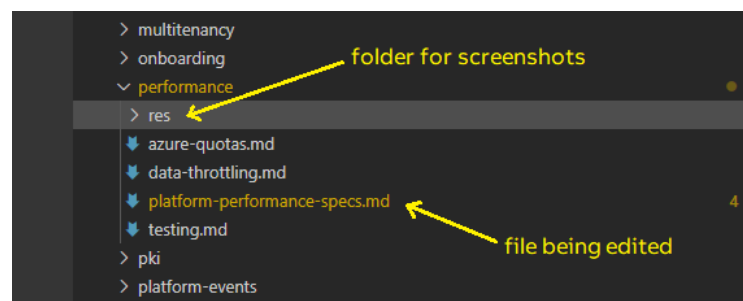 multitenancy
onboarding
folder for screenshots
performance
res
azure-quotas.md
data-throttling.md
platform-performance-specs.md 4
testing.md
file being edited
pki
platform-events